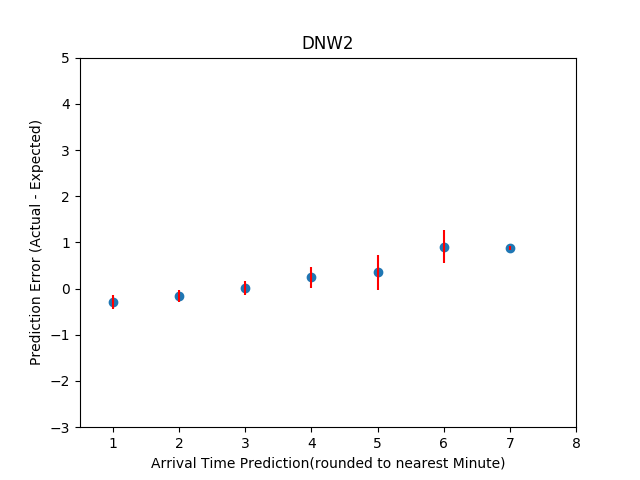 DNW2
5
4
3
2
1
0
−1
−2
−3
Prediction Error (Actual - Expected)
1 2 3 4 5 6 7 8
Arrival Time Prediction(rounded to nearest Minute)